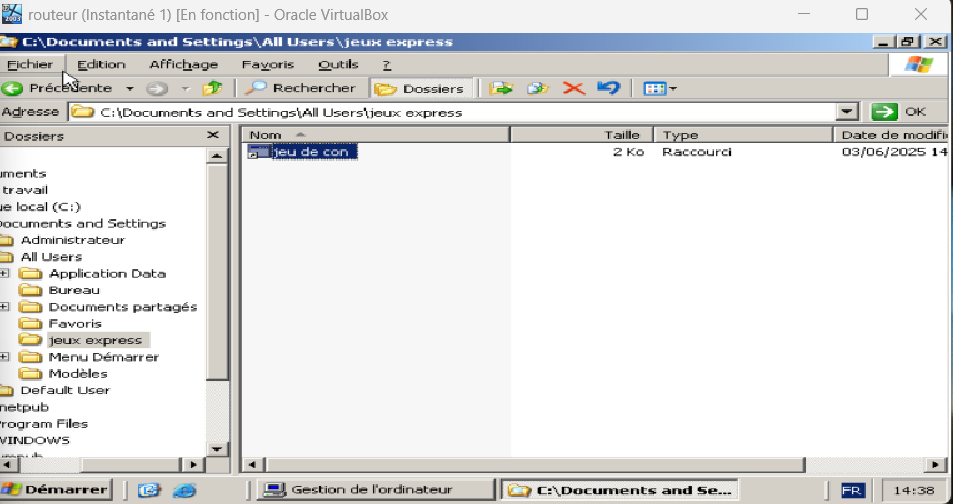 routeur (Instantané 1) [En fonction] - Oracle VirtualBox
C:\Documents and Settings\All Users\jeux express
Fichier Edition Affichage Favoris Outils ?
Précédente Rechercher Dossiers
Adresse C:\Documents and Settings\All Users\jeux express OK
Dossiers
Nom Taille Type Date de modifi
jeu de con 2 Ko Raccourci 03/06/2025 14
uments
travail
ue local (C:)
Documents and Settings
Administrateur
All Users
Application Data
Bureau
Documents partagés
Favoris
jeux express
Menu Démarrer
Modèles
Default User
netpub
rogram Files
WINDOWS
Démarrer Gestion de l'ordinateur C:\Documents and Se... FR 14:38